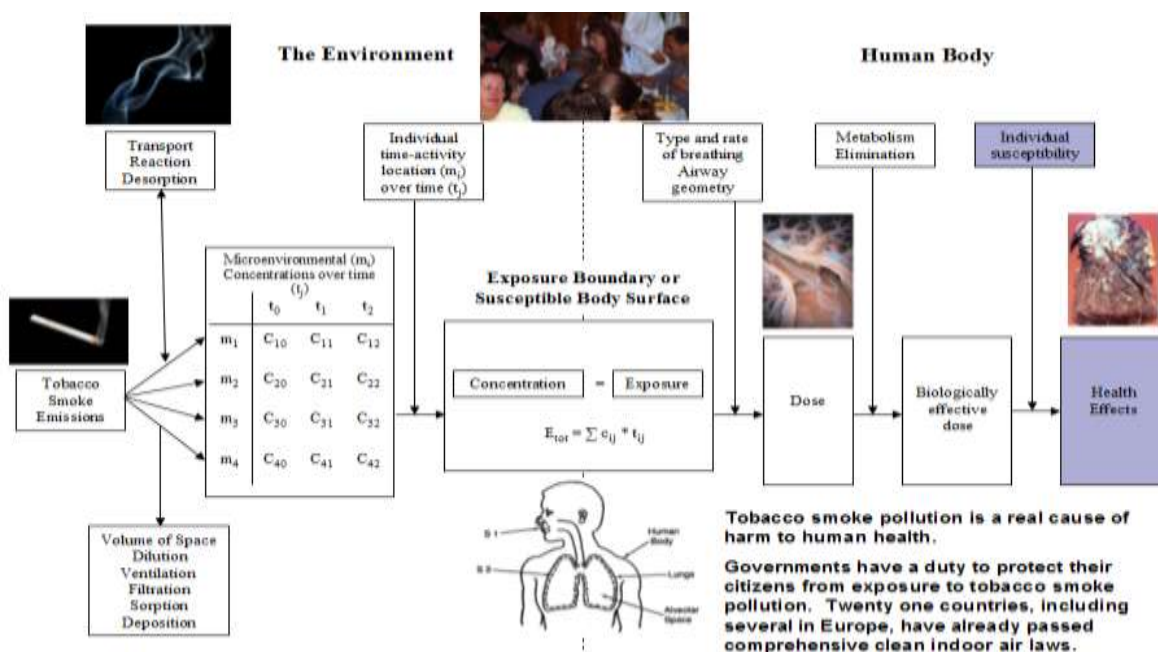 The Environment
Human Body
Transport
Reaction
Desorption
Individual
time-activity
location (mᵢ)
over time (tⱼ)
Type and rate
of breathing
Airway
geometry
Metabolism
Elimination
Individual
susceptibility
Microenvironmental (mᵢ)
Concentrations over time
(tⱼ)
t₀ t₁ t₂
m₁ C₁₀ C₁₁ C₁₂
m₂ C₂₀ C₂₁ C₂₂
m₃ C₃₀ C₃₁ C₃₂
m₄ C₄₀ C₄₁ C₄₂
Tobacco
Smoke
Emissions
Exposure Boundary or
Susceptible Body Surface
Concentration = Exposure
Eₜₒₜ = ∑ cᵢⱼ * tᵢⱼ
Dose
Biologically
effective
dose
Health
Effects
Volume of Space
Dilution
Ventilation
Filtration
Sorption
Deposition
S 1
S 2
Human
Body
Lungs
Alveolar
Space
Tobacco smoke pollution is a real cause of
harm to human health.
Governments have a duty to protect their
citizens from exposure to tobacco smoke
pollution. Twenty one countries, including
several in Europe, have already passed
comprehensive clean indoor air laws.